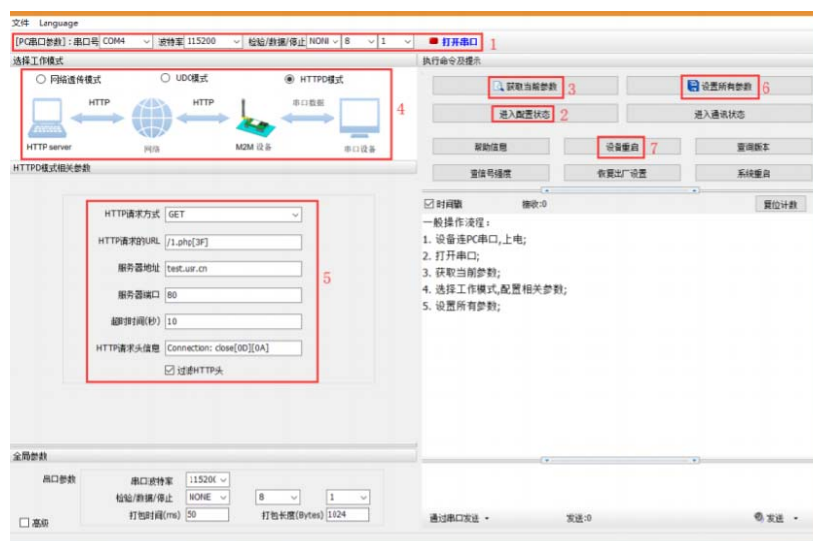 文件 Language
[PC串口参数]:串口号 COM4 波特率 115200 检验/数据/停止 NONI 8 1 打开串口 1
选择工作模式
网络透传模式 UDC模式 HTTPD模式
HTTP HTTP 串口数据 4
HTTP server 网络 M2M 设备 串口设备
HTTPD模式相关参数
HTTP请求方式 GET
HTTP请求的URL /1.php[3F]
服务器地址 test.usr.cn
5
服务器端口 80
超时时间(秒) 10
HTTP请求头信息 Connection: close[0D][0A]
过滤HTTP头
全局参数
串口参数 串口波特率 11520(
检验/数据/停止 NONE 8 1
打包时间(ms) 50 打包长度(Bytes) 1024
高级
执行命令及提示
获取当前参数 3 设置所有参数 6
进入配置状态 2 进入通讯状态
帮助信息 设备重启 7 查询版本
查信号强度 恢复出厂设置 系统重启
时间戳 接收:0 复位计数
一般操作流程:
1. 设备连PC串口,上电;
2. 打开串口;
3. 获取当前参数;
4. 选择工作模式,配置相关参数;
5. 设置所有参数;
通过串口发送 发送:0 发送